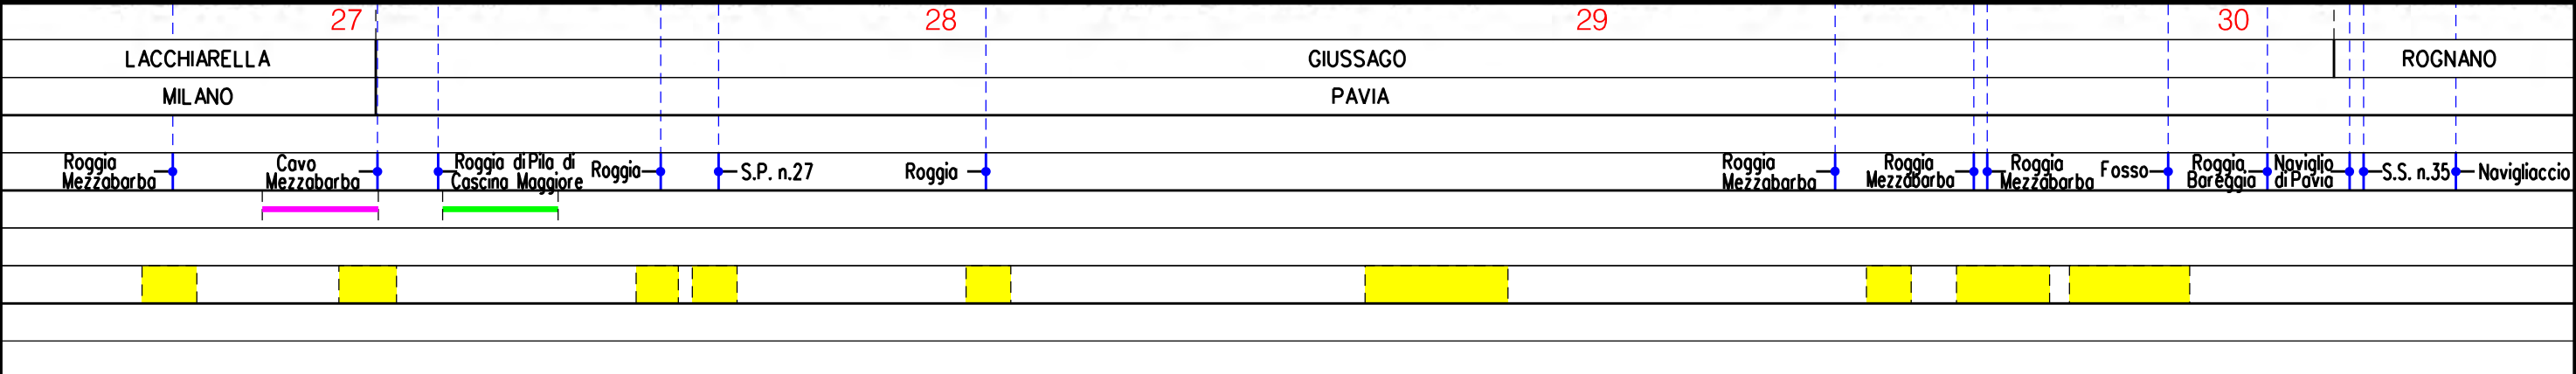 27 28 29 30
LACCHIARELLA GIUSSAGO ROGNANO
MILANO PAVIA
Roggia Mezzabarba
Cavo Mezzabarba
Roggia di Pila di Cascina Maggiore
Roggia
S.P. n.27
Roggia
Roggia Mezzabarba
Roggia Mezzabarba
Roggia Mezzabarba
Fosso
Roggia Bareggia
Naviglio di Pavia
S.S. n.35
Navigliaccio